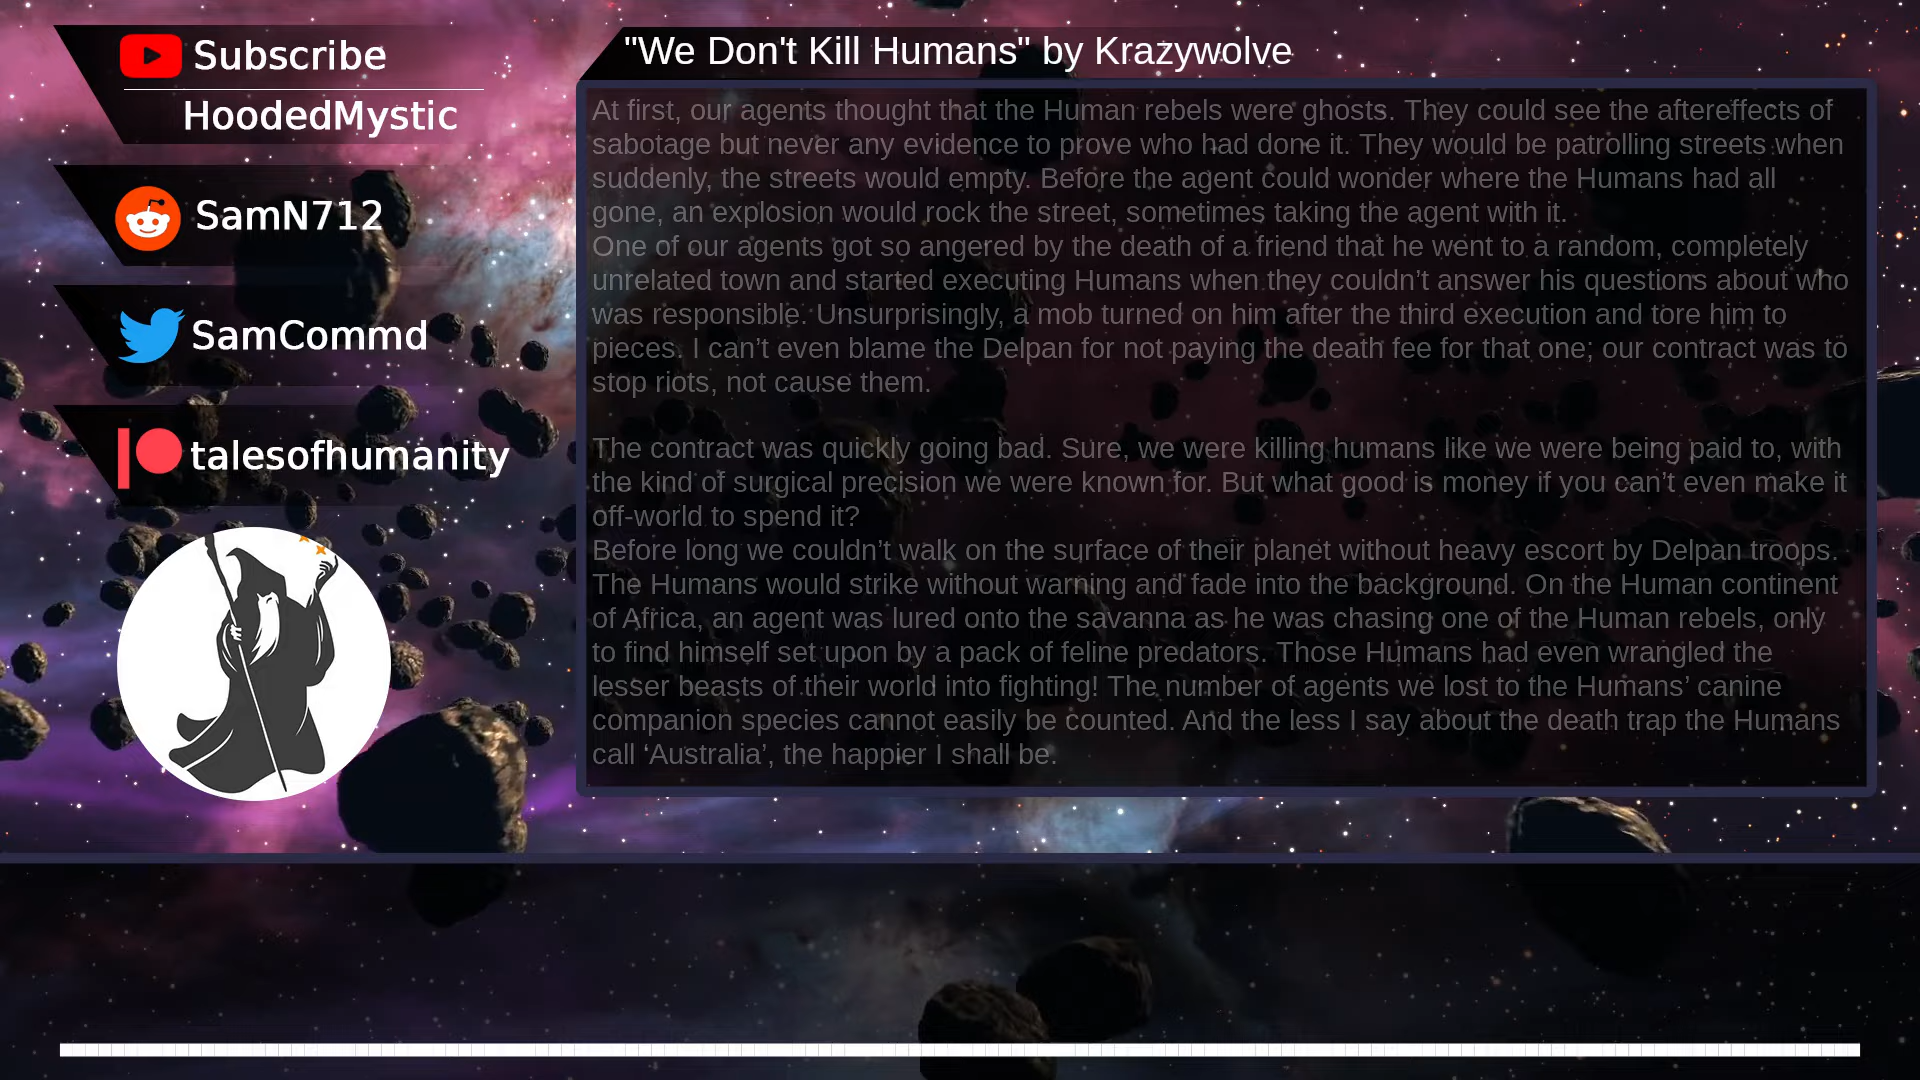 Subscribe
HoodedMystic
SamN712
SamCommd
talesofhumanity
"We Don't Kill Humans" by Krazywolve
At first, our agents thought that the Human rebels were ghosts. They could see the aftereffects of
sabotage but never any evidence to prove who had done it. They would be patrolling streets when
suddenly, the streets would empty. Before the agent could wonder where the Humans had all
gone, an explosion would rock the street, sometimes taking the agent with it.
One of our agents got so angered by the death of a friend that he went to a random, completely
unrelated town and started executing Humans when they couldn’t answer his questions about who
was responsible. Unsurprisingly, a mob turned on him after the third execution and tore him to
pieces. I can’t even blame the Delpan for not paying the death fee for that one; our contract was to
stop riots, not cause them.
The contract was quickly going bad. Sure, we were killing humans like we were being paid to, with
the kind of surgical precision we were known for. But what good is money if you can’t even make it
off-world to spend it?
Before long we couldn’t walk on the surface of their planet without heavy escort by Delpan troops.
The Humans would strike without warning and fade into the background. On the Human continent
of Africa, an agent was lured onto the savanna as he was chasing one of the Human rebels, only
to find himself set upon by a pack of feline predators. Those Humans had even wrangled the
lesser beasts of their world into fighting! The number of agents we lost to the Humans’ canine
companion species cannot easily be counted. And the less I say about the death trap the Humans
call ‘Australia’, the happier I shall be.